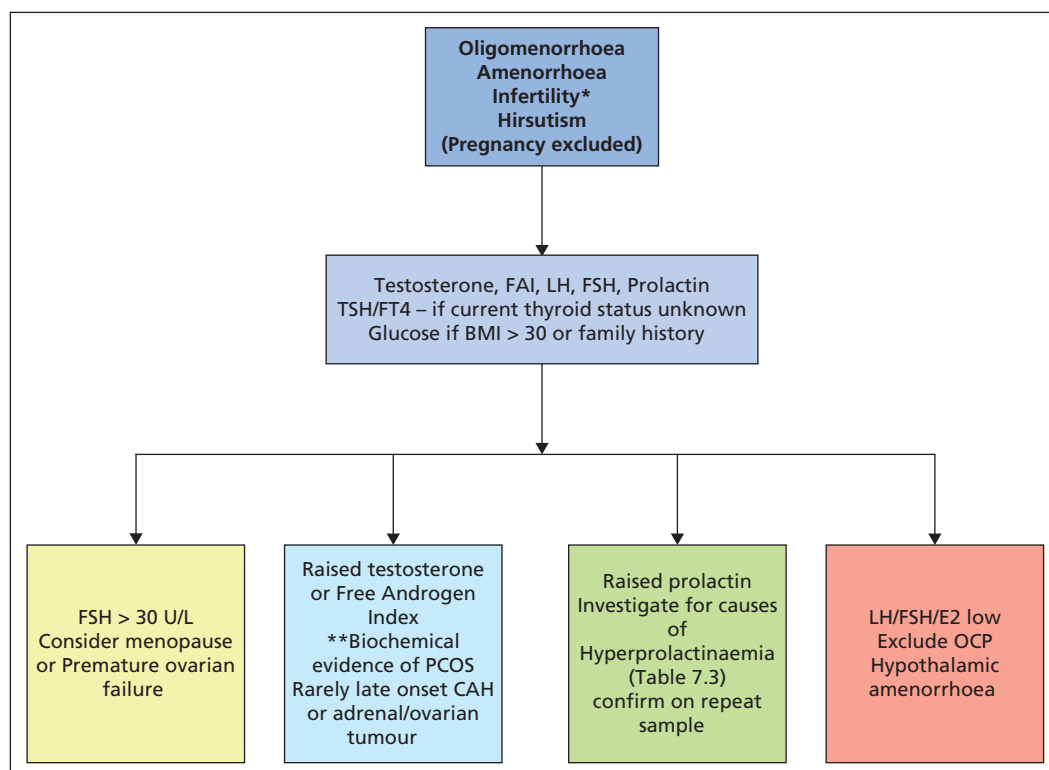 Oligomenorrhoea
Amenorrhoea
Infertility*
Hirsutism
(Pregnancy excluded)
Testosterone, FAI, LH, FSH, Prolactin
TSH/FT4 – if current thyroid status unknown
Glucose if BMI > 30 or family history
FSH > 30 U/L
Consider menopause
or Premature ovarian
failure
Raised testosterone
or Free Androgen
Index
**Biochemical
evidence of PCOS
Rarely late onset CAH
or adrenal/ovarian
tumour
Raised prolactin
Investigate for causes
of
Hyperprolactinaemia
(Table 7.3)
confirm on repeat
sample
LH/FSH/E2 low
Exclude OCP
Hypothalamic
amenorrhoea